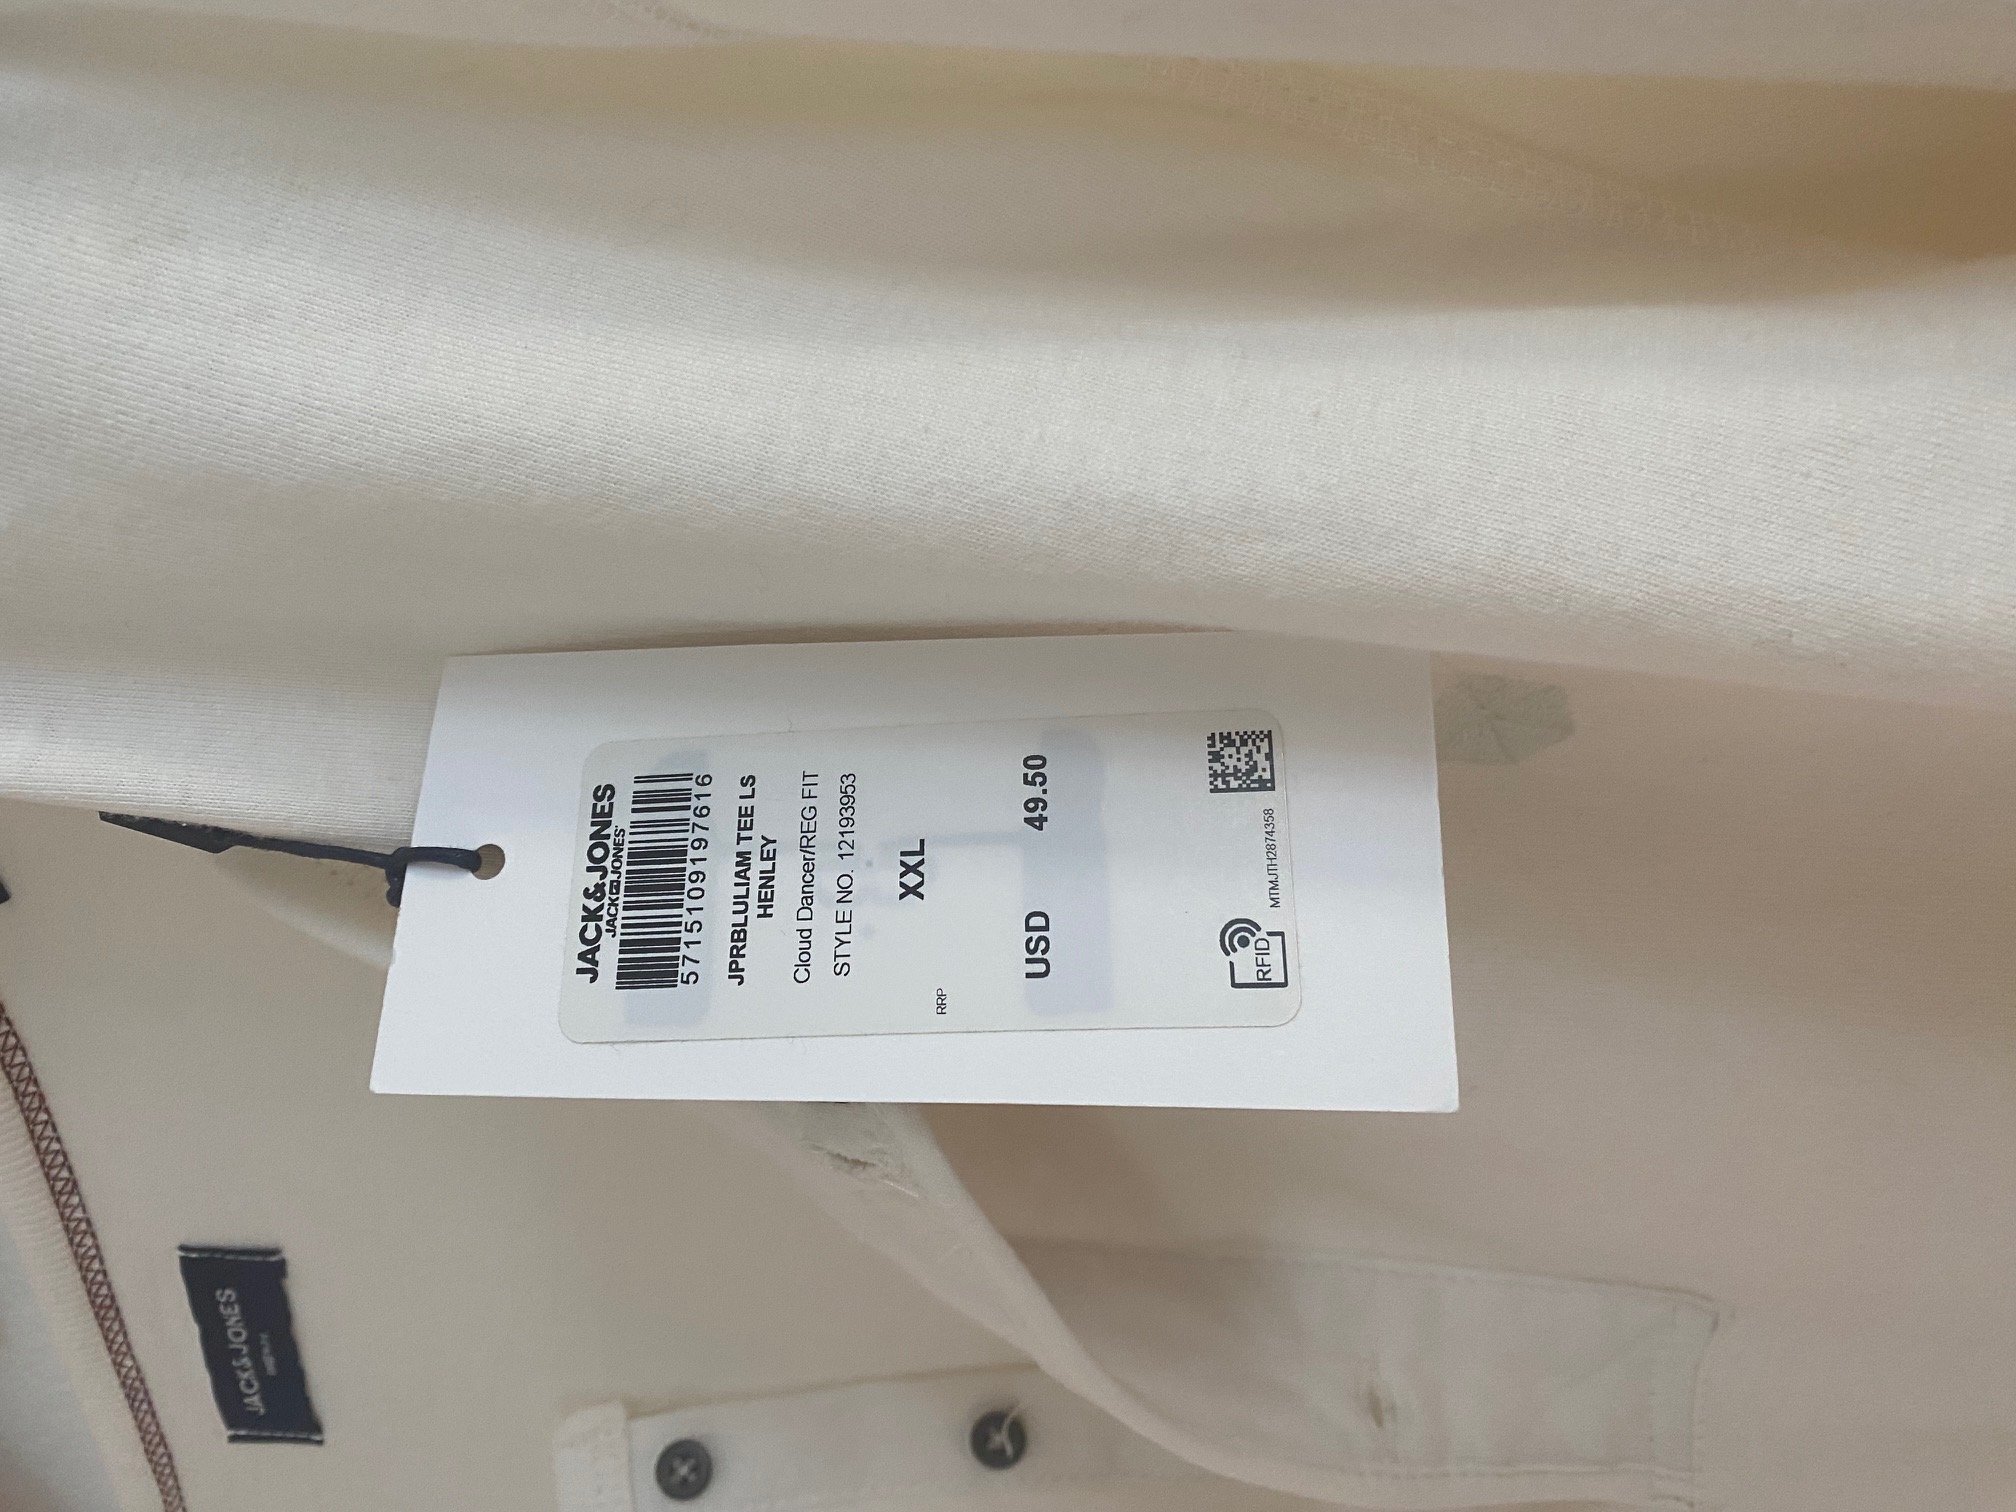 JACK&JONES
JACK&JONES®
5715109197616
JPRBLULIAM TEE LS
HENLEY
Cloud Dancer/REG FIT
STYLE NO. 12193953
XXL
RRP
USD 49.50
RFID
MTMJTH2874358
JACK&JONES